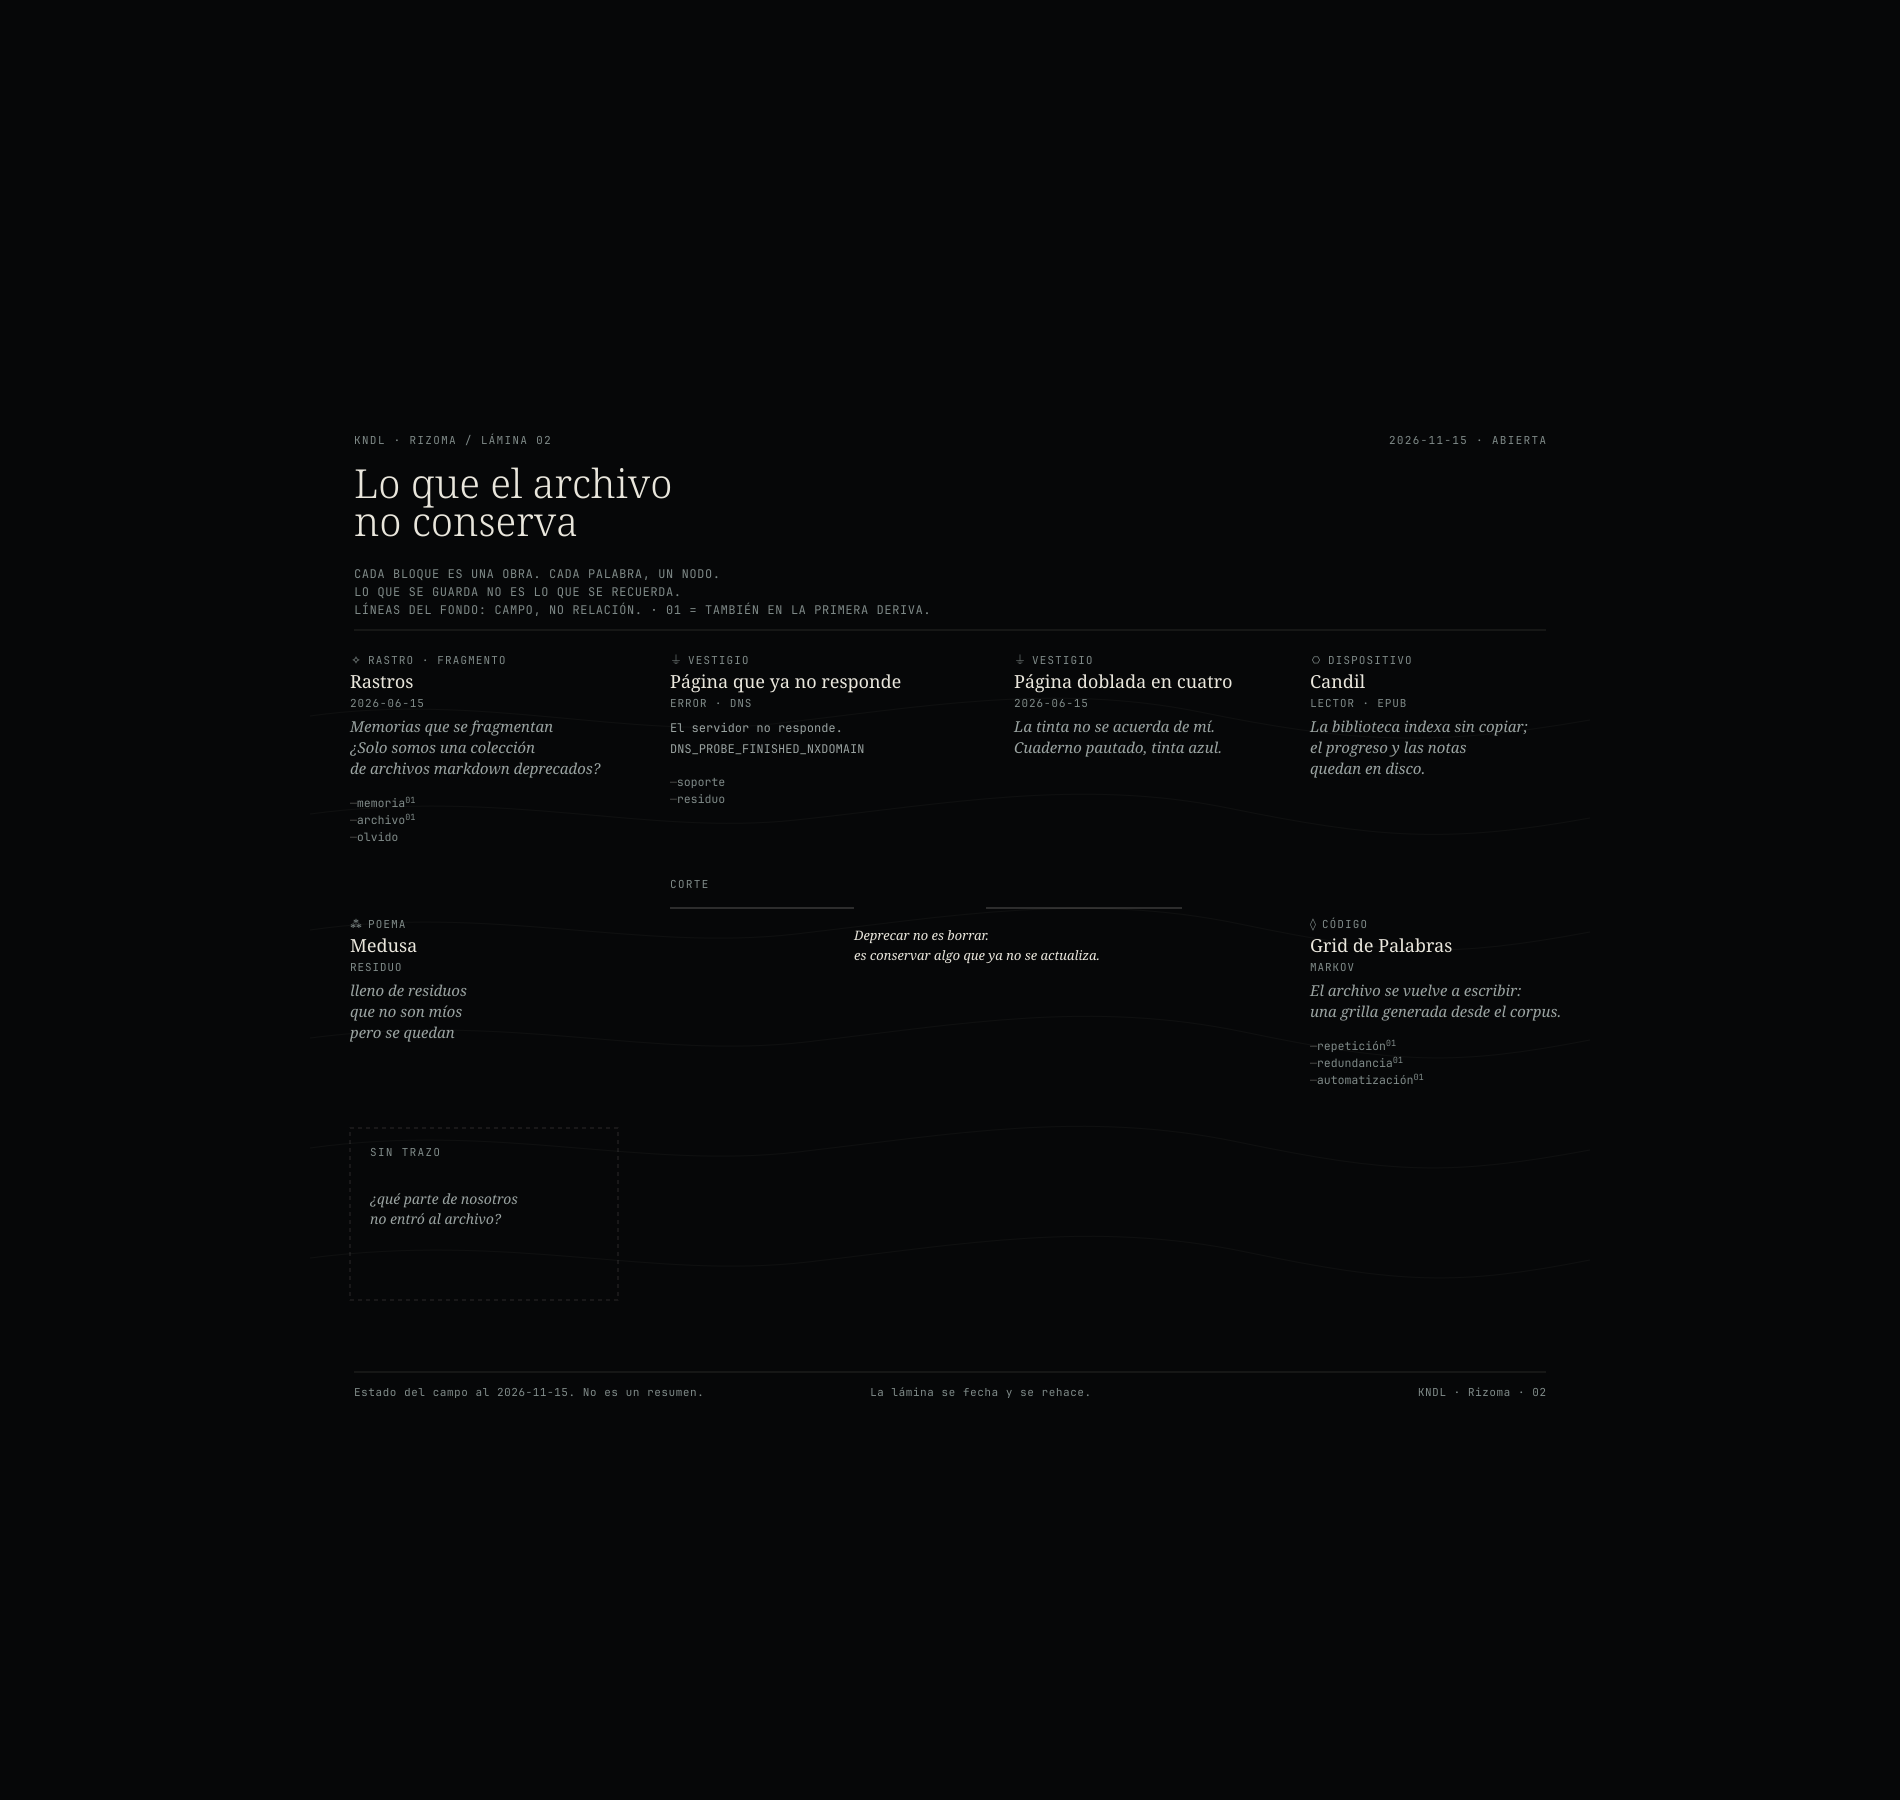 KNDL · RIZOMA / LÁMINA 02
2026-11-15 · ABIERTA
Lo que el archivo
no conserva
CADA BLOQUE ES UNA OBRA. CADA PALABRA, UN NODO.
LO QUE SE GUARDA NO ES LO QUE SE RECUERDA.
LÍNEAS DEL FONDO: CAMPO, NO RELACIÓN. · 01 = TAMBIÉN EN LA PRIMERA DERIVA.
✧ RASTRO · FRAGMENTO
Rastros
2026-06-15
Memorias que se fragmentan
¿Solo somos una colección
de archivos markdown deprecados?
—memoria01
—archivo01
—olvido
⏚ VESTIGIO
Página que ya no responde
ERROR · DNS
El servidor no responde.
DNS_PROBE_FINISHED_NXDOMAIN
—soporte
—residuo
⏚ VESTIGIO
Página doblada en cuatro
2026-06-15
La tinta no se acuerda de mí.
Cuaderno pautado, tinta azul.
⎔ DISPOSITIVO
Candil
LECTOR · EPUB
La biblioteca indexa sin copiar;
el progreso y las notas
quedan en disco.
⁂ POEMA
Medusa
RESIDUO
lleno de residuos
que no son míos
pero se quedan
CORTE
Deprecar no es borrar.
es conservar algo que ya no se actualiza.
◊ CÓDIGO
Grid de Palabras
MARKOV
El archivo se vuelve a escribir:
una grilla generada desde el corpus.
—repetición01
—redundancia01
—automatización01
SIN TRAZO
¿qué parte de nosotros
no entró al archivo?
Estado del campo al 2026-11-15. No es un resumen.
La lámina se fecha y se rehace.
KNDL · Rizoma · 02